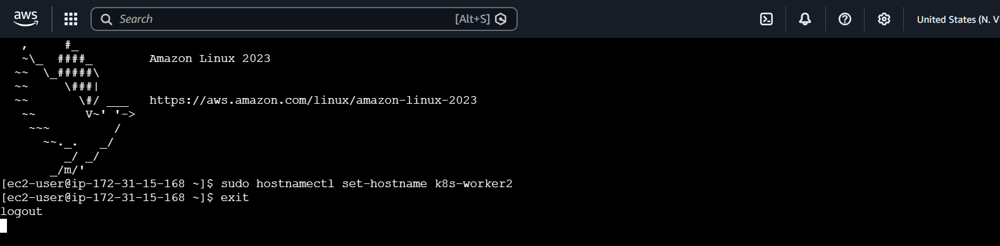 aws
Search
[Alt+S]
United States (N. V
, #_
~\_ ####_ Amazon Linux 2023
~~ \_#####\
~~ \###|
~~ \#/ ___ https://aws.amazon.com/linux/amazon-linux-2023
~~ V~' '->
~~~ /
~~._. _/
_/ _/
_/m/'
[ec2-user@ip-172-31-15-168 ~]$ sudo hostnamectl set-hostname k8s-worker2
[ec2-user@ip-172-31-15-168 ~]$ exit
logout